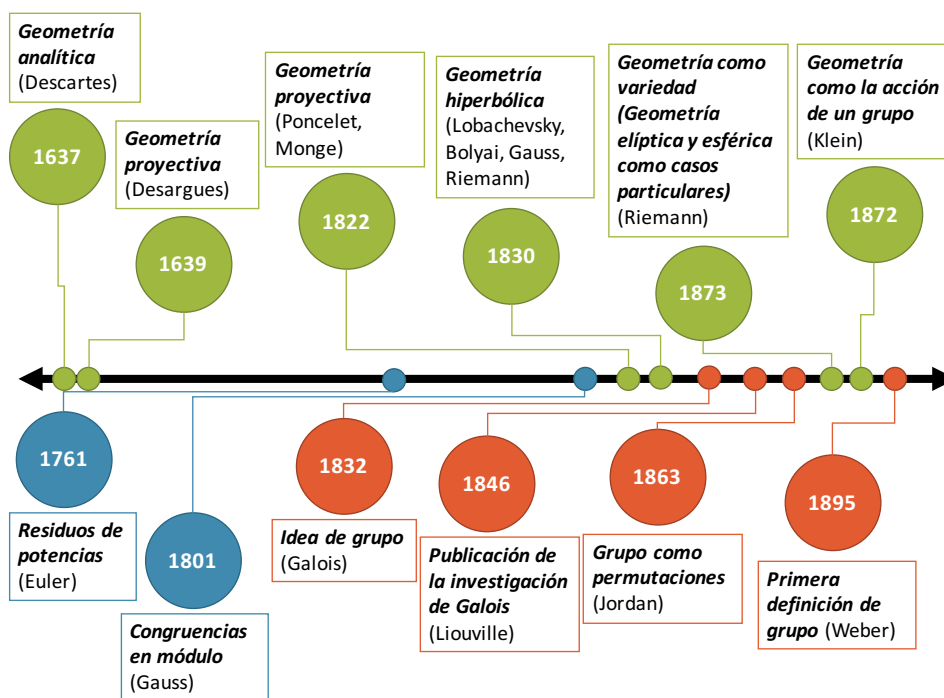 Geometría
analítica
(Descartes)
1637
Geometría
proyectiva
(Desargues)
1639
Geometría
proyectiva
(Poncelet,
Monge)
1822
Geometría
hiperbólica
(Lobachevsky,
Bolyai, Gauss,
Riemann)
1830
Geometría como
variedad
(Geometría
elíptica y esférica
como casos
particulares)
(Riemann)
1873
Geometría
como la acción
de un grupo
(Klein)
1872
1761
Residuos de
potencias
(Euler)
1801
Congruencias
en módulo
(Gauss)
1832
Idea de grupo
(Galois)
1846
Publicación de
la investigación
de Galois
(Liouville)
1863
Grupo como
permutaciones
(Jordan)
1895
Primera
definición de
grupo (Weber)